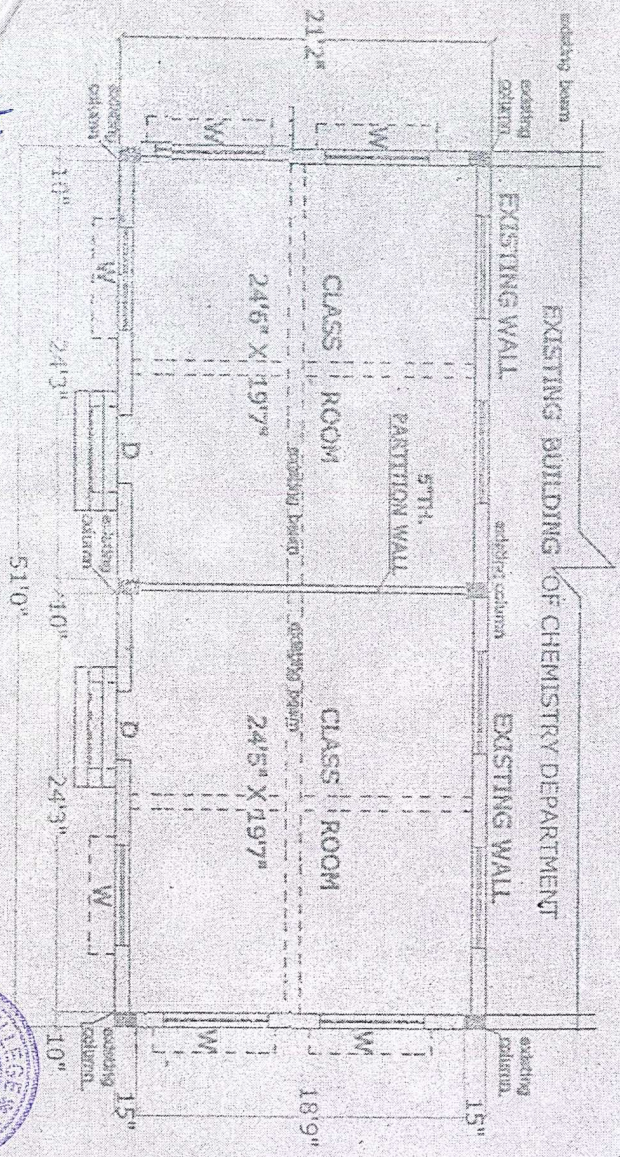 EXISTING BUILDING OF CHEMISTRY DEPARTMENT
existing beam
existing column
EXISTING WALL
existing column
EXISTING WALL
existing column
5"TH.
PARTITION WALL
CLASS ROOM
24'6" X 19'7"
CLASS ROOM
24'5" X 19'7"
existing beam
existing beam
W
W
W
W
21'2"
15"
18'9"
15"
existing column
W
D
existing column
D
W
existing column
10"
24'3"
10"
24'3"
10"
51'0"
LLEGE